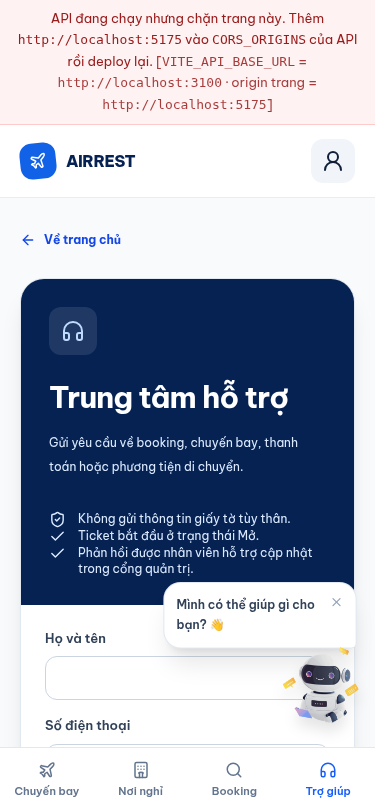 API đang chạy nhưng chặn trang này. Thêm
http://localhost:5175 vào CORS_ORIGINS của API
rồi deploy lại. [VITE_API_BASE_URL =
http://localhost:3100 · origin trang =
http://localhost:5175]
AIRREST
Về trang chủ
Trung tâm hỗ trợ
Gửi yêu cầu về booking, chuyến bay, thanh
toán hoặc phương tiện di chuyển.
Không gửi thông tin giấy tờ tùy thân.
Ticket bắt đầu ở trạng thái Mở.
Phản hồi được nhân viên hỗ trợ cập nhật
trong cổng quản trị.
Mình có thể giúp gì cho
bạn? 👋
Họ và tên
Số điện thoại
Chuyến bay
Nơi nghỉ
Booking
Trợ giúp